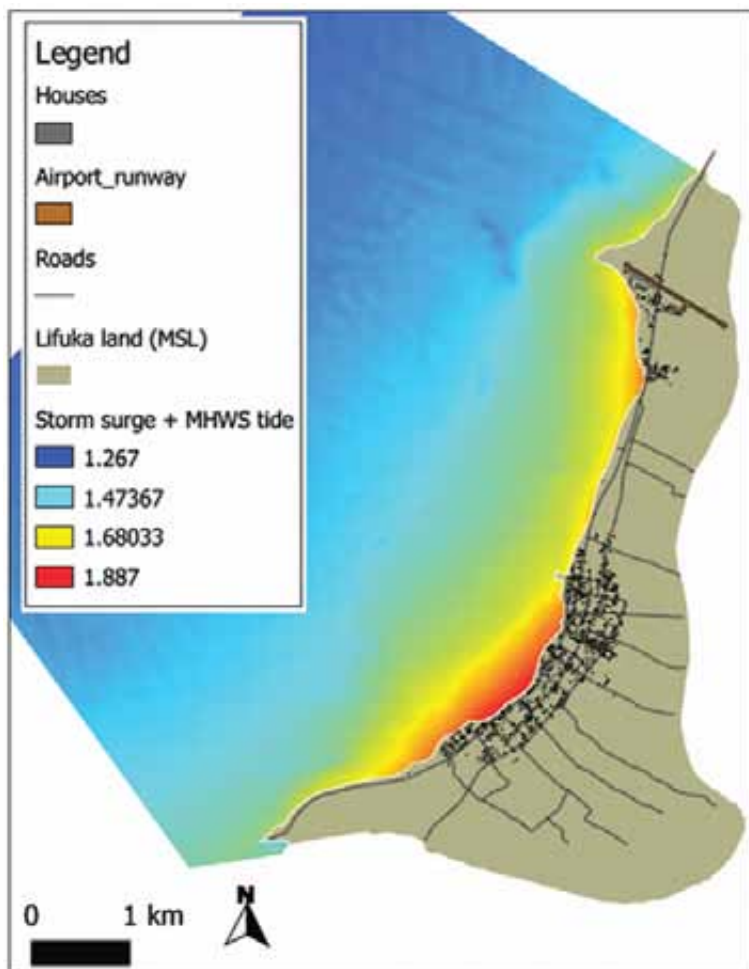 Legend
Houses
Airport_runway
Roads
Lifuka land (MSL)
Storm surge + MHWS tide
1.267
1.47367
1.68033
1.887
N
0 1 km